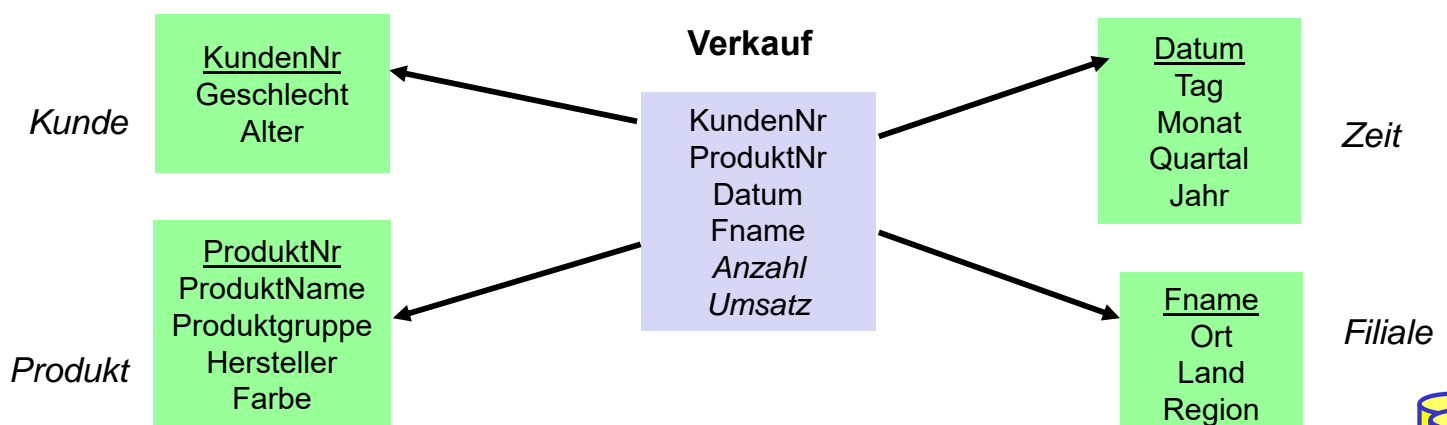 Kunde
KundenNr
Geschlecht
Alter
Produkt
ProduktNr
ProduktName
Produktgruppe
Hersteller
Farbe
Verkauf
KundenNr
ProduktNr
Datum
Fname
Anzahl
Umsatz
Datum
Tag
Monat
Quartal
Jahr
Zeit
Fname
Ort
Land
Region
Filiale